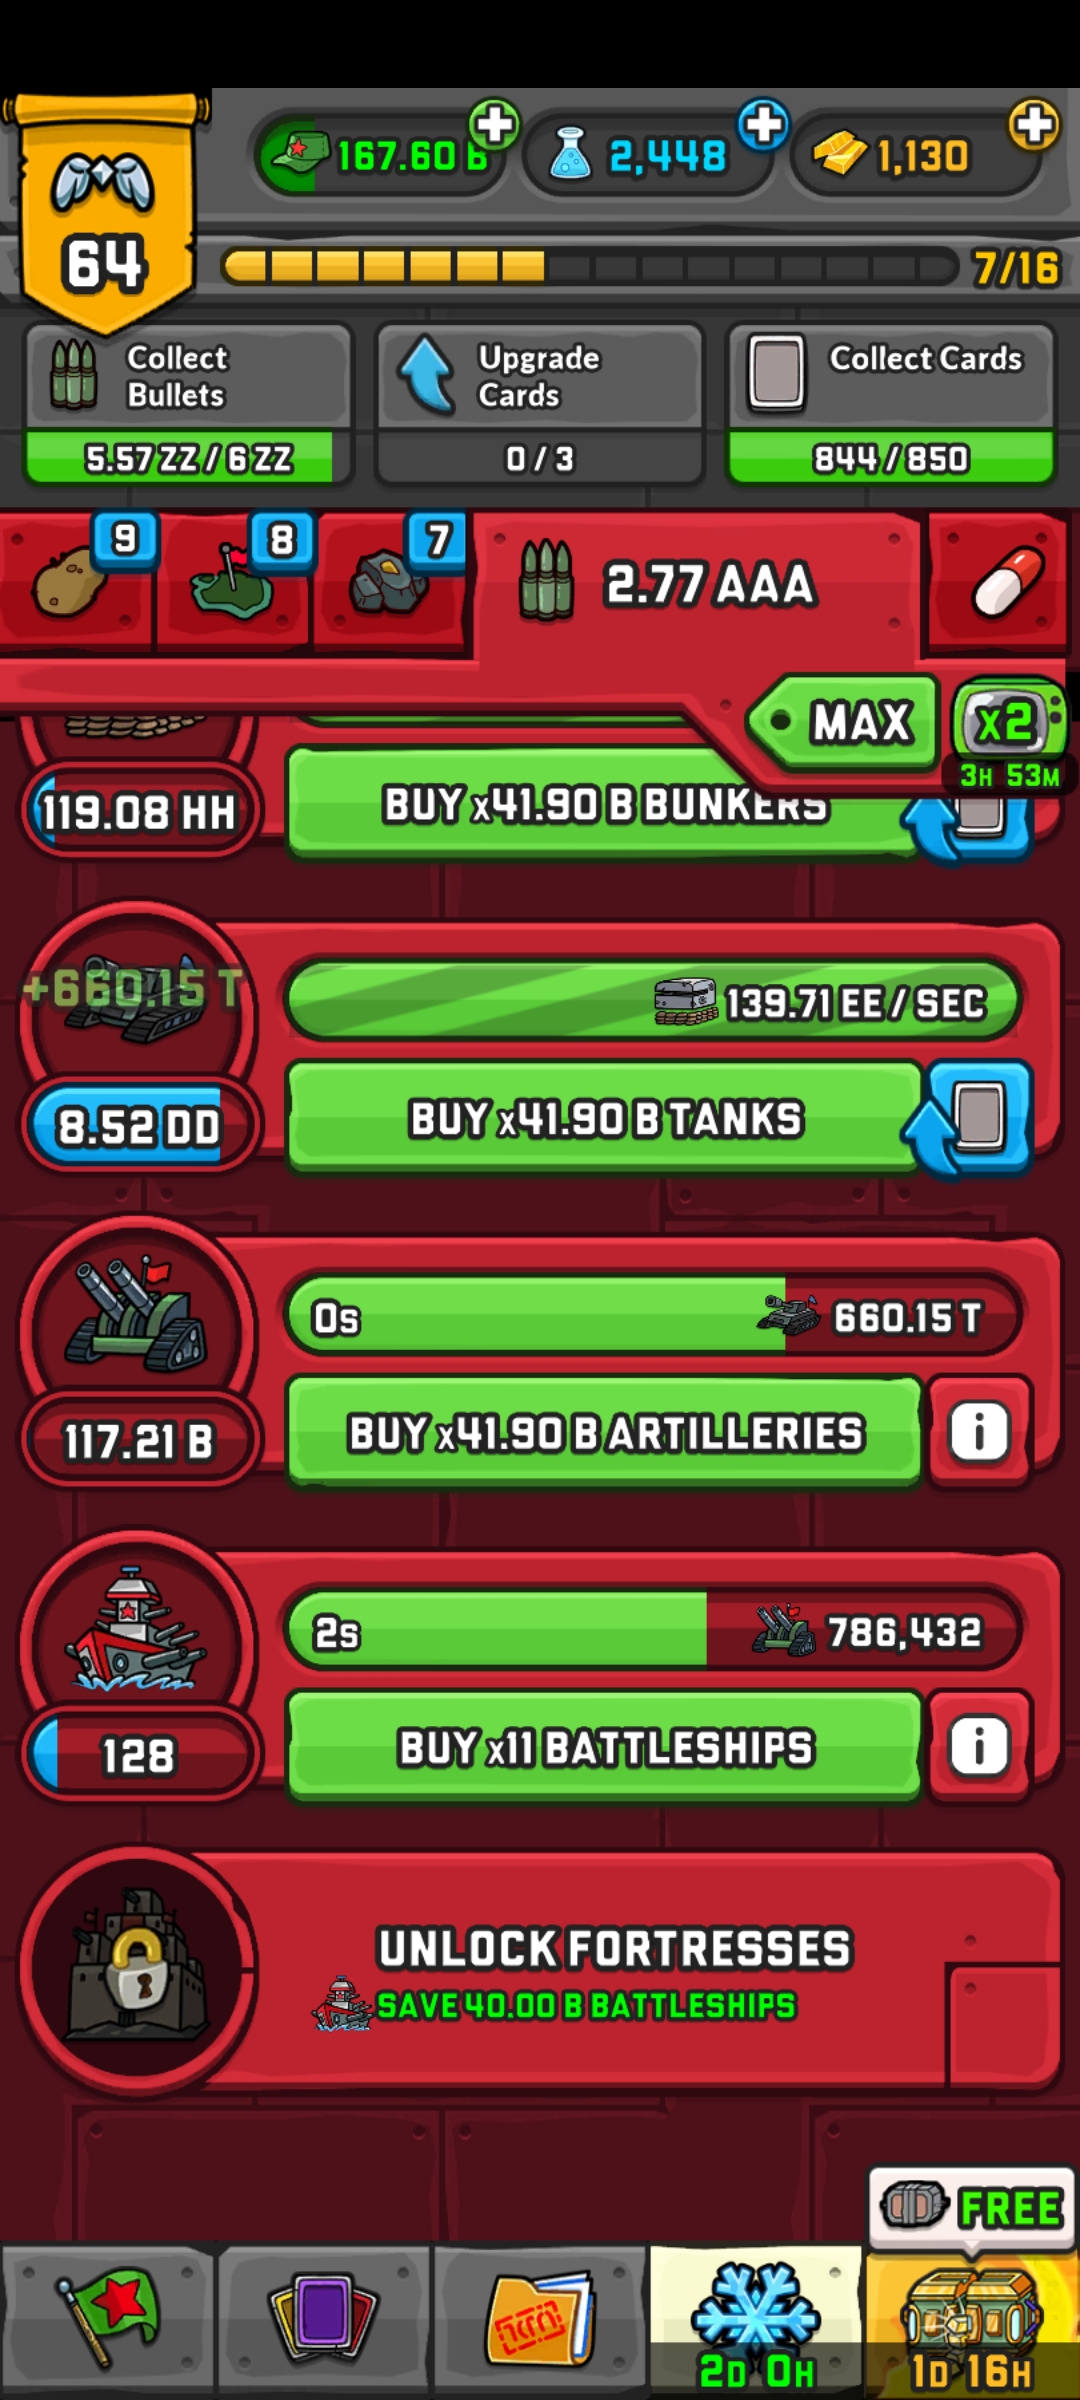 167.60 B
2,448
1,130
64
7/16
Collect
Bullets
Upgrade
Cards
Collect Cards
5.57 ZZ / 6 ZZ
0 / 3
844 / 850
9
8
7
2.77 AAA
MAX
x2
3H 53M
119.08 HH
BUY x41.90 B BUNKERS
+660.15 T
139.71 EE / SEC
8.52 DD
BUY x41.90 B TANKS
0s
660.15 T
117.21 B
BUY x41.90 B ARTILLERIES
i
2s
786,432
128
BUY x11 BATTLESHIPS
i
UNLOCK FORTRESSES
SAVE 40.00 B BATTLESHIPS
FREE
2D 0H
1D 16H